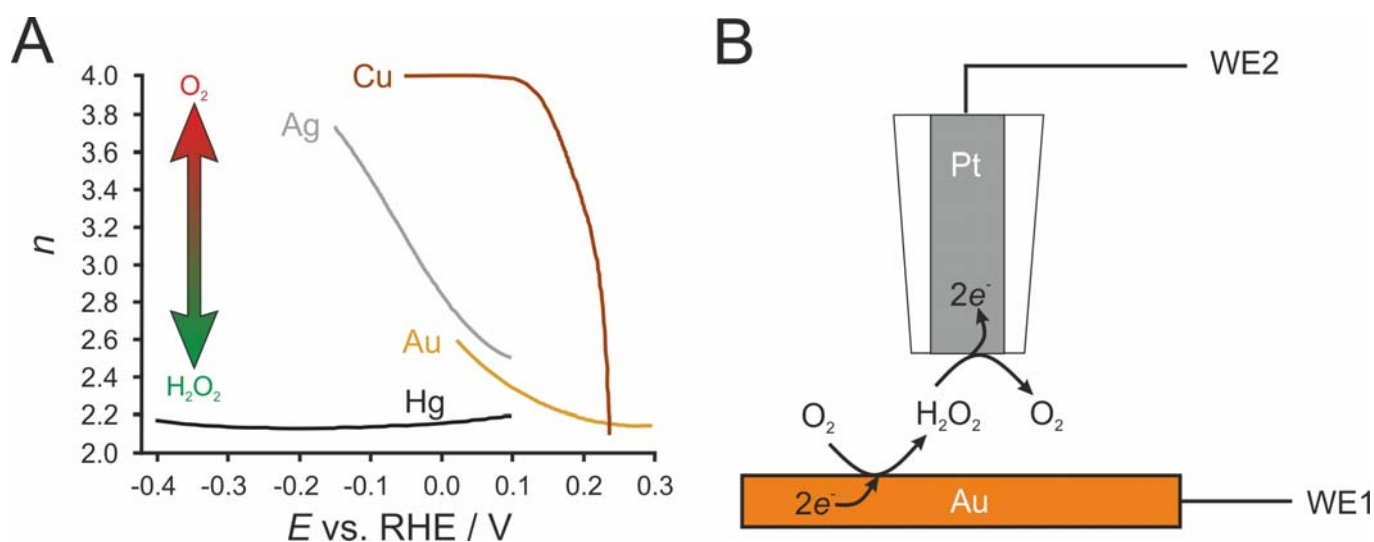 A
4.0
3.8
3.6
3.4
3.2
3.0
2.8
2.6
2.4
2.2
2.0
n
O₂
H₂O₂
Cu
Ag
Au
Hg
-0.4 -0.3 -0.2 -0.1 0.0 0.1 0.2 0.3
E vs. RHE / V
B
WE2
Pt
2e⁻
O₂ H₂O₂ O₂
2e⁻ Au
WE1